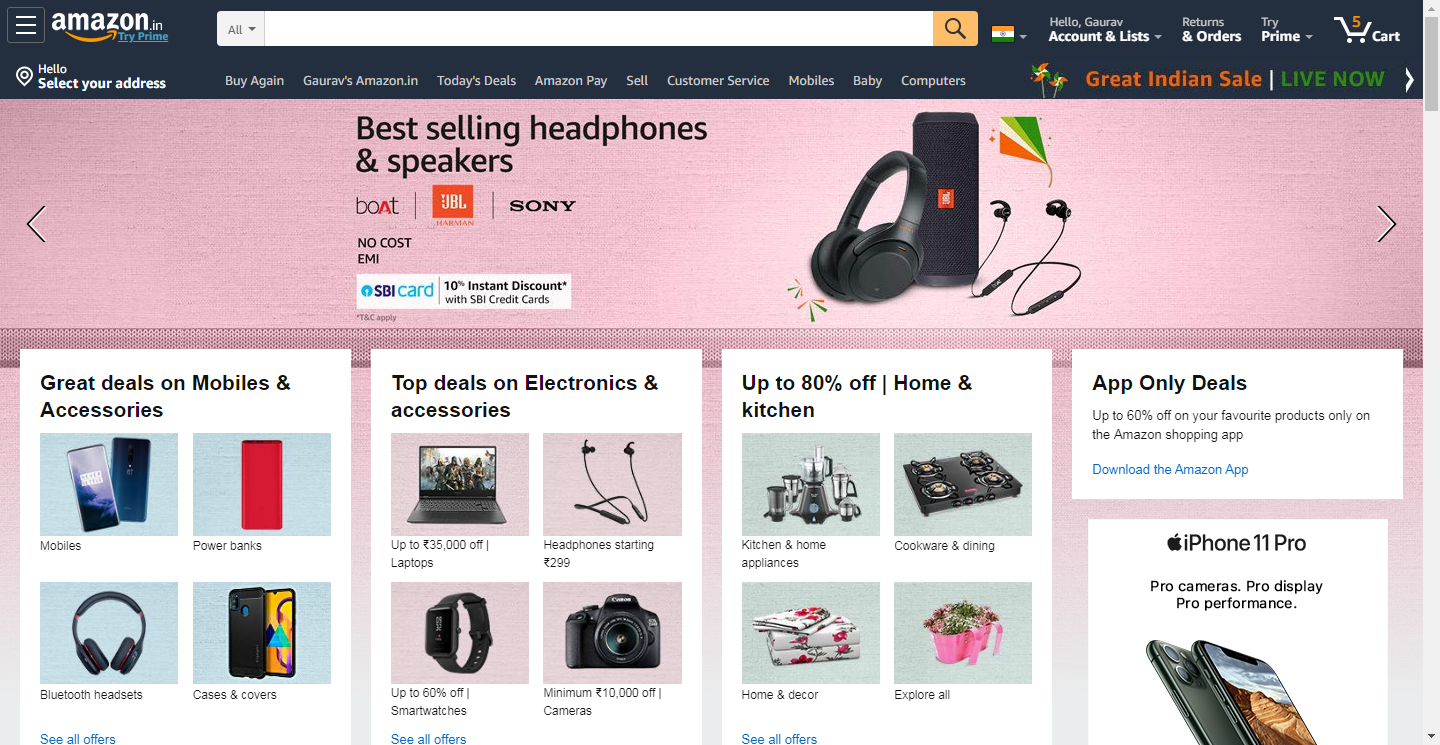 amazon.in
Try Prime
All
Hello, Gaurav
Account & Lists
Returns
& Orders
Try
Prime
5
Cart
Hello
Select your address
Buy Again
Gaurav's Amazon.in
Today's Deals
Amazon Pay
Sell
Customer Service
Mobiles
Baby
Computers
Great Indian Sale | LIVE NOW
Best selling headphones
& speakers
boAt
JBL
HARMAN
SONY
NO COST
EMI
SBI card
10% Instant Discount*
with SBI Credit Cards
*T&C apply
JBL
Great deals on Mobiles &
Accessories
Mobiles
Power banks
Bluetooth headsets
Cases & covers
See all offers
Top deals on Electronics &
accessories
Up to ₹35,000 off |
Laptops
Headphones starting
₹299
Up to 60% off |
Smartwatches
Canon
Minimum ₹10,000 off |
Cameras
See all offers
Up to 80% off | Home &
kitchen
Kitchen & home
appliances
Cookware & dining
Home & decor
Explore all
See all offers
App Only Deals
Up to 60% off on your favourite products only on
the Amazon shopping app
Download the Amazon App
iPhone 11 Pro
Pro cameras. Pro display
Pro performance.